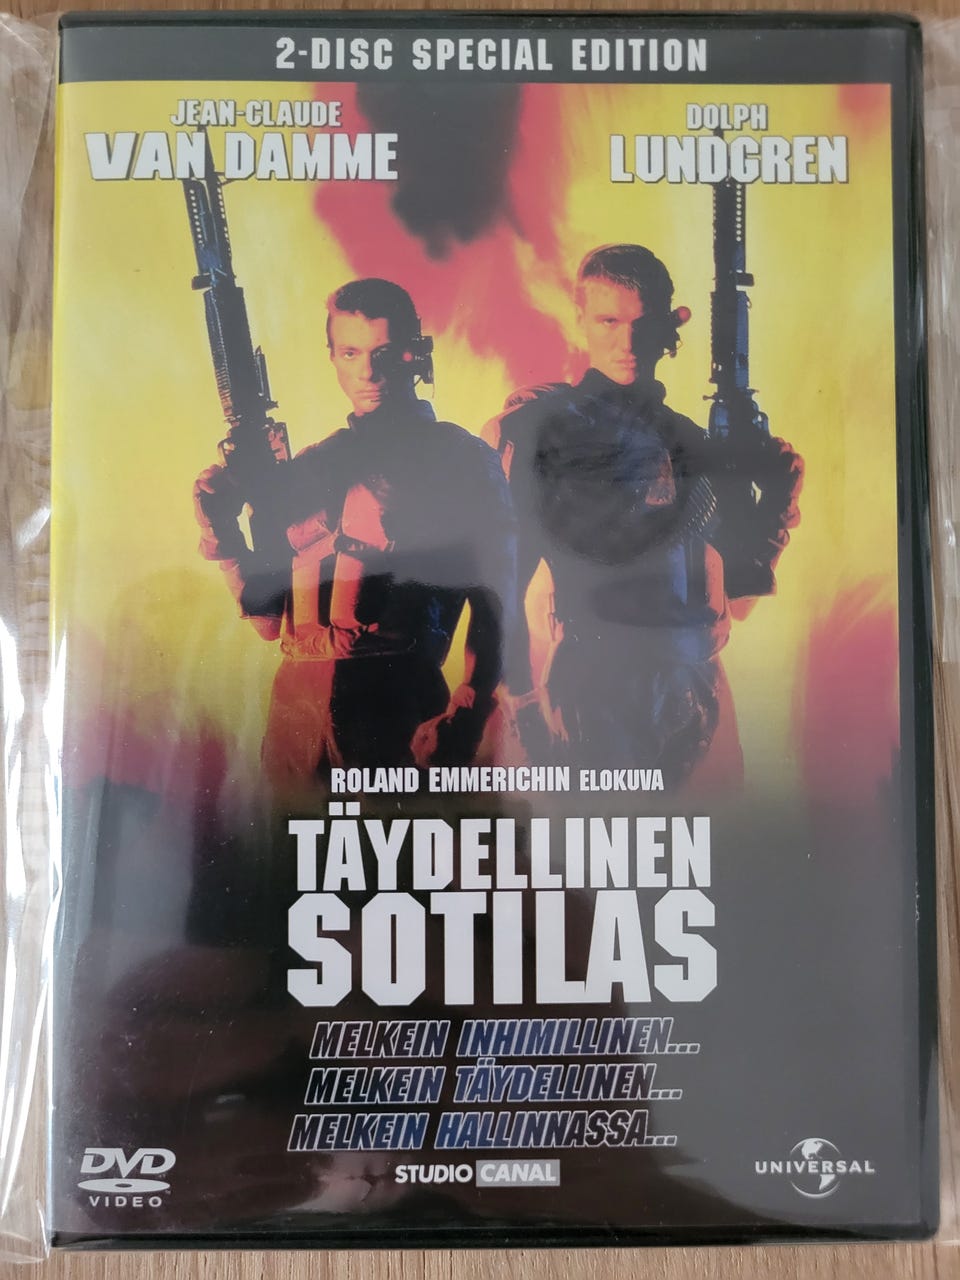 2-DISC SPECIAL EDITION
JEAN-CLAUDE
VAN DAMME
DOLPH
LUNDGREN
ROLAND EMMERICHIN ELOKUVA
TÄYDELLINEN
SOTILAS
MELKEIN INHIMILLINEN...
MELKEIN TÄYDELLINEN...
MELKEIN HALLINNASSA...
STUDIO CANAL
DVD
VIDEO
UNIVERSAL